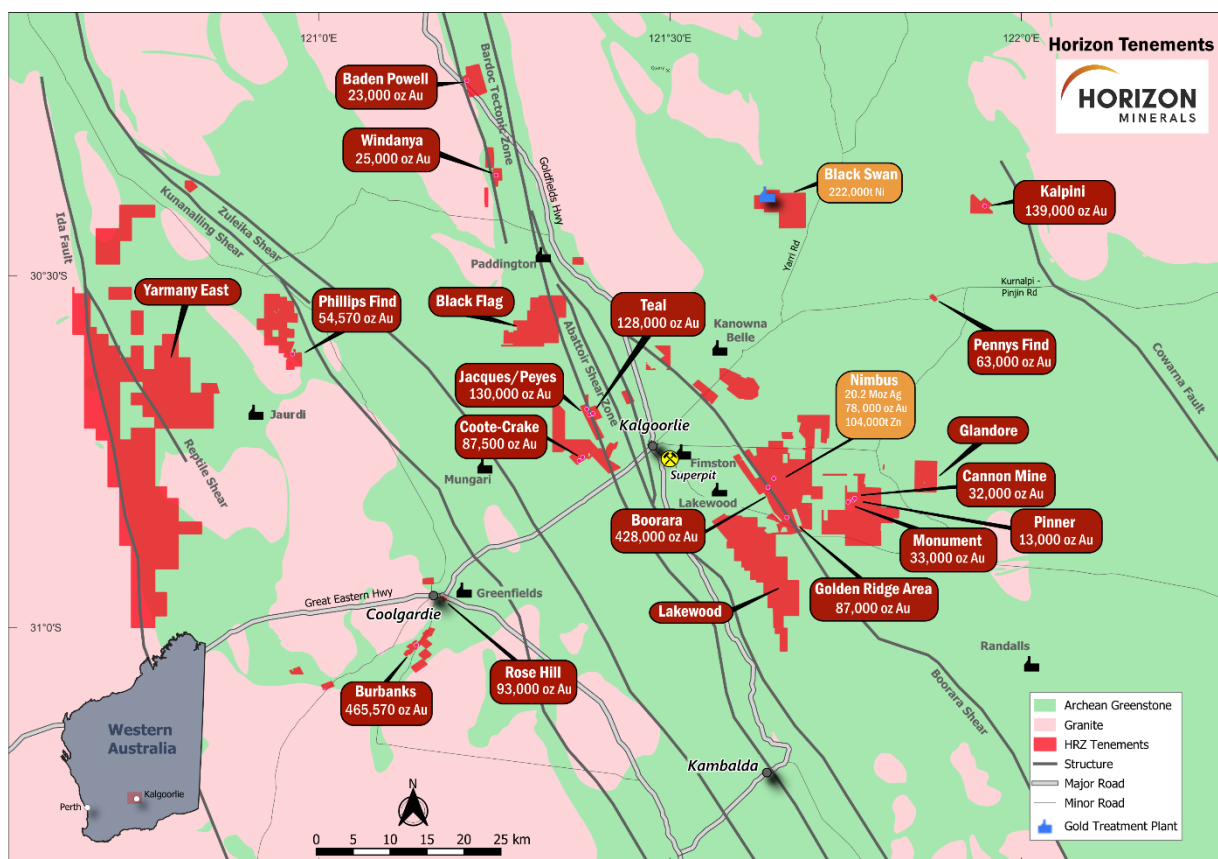 121°0'E
121°30'E
122°0'E
Horizon Tenements
HORIZON
MINERALS
Baden Powell
23,000 oz Au
Bardoc Tectonic Zone
Windanya
25,000 oz Au
Goldfields Hwy
Black Swan
222,000t Ni
Kalpini
139,000 oz Au
Ida Fault
Kunanalling Shear
Zuleika Shear
Yarri Rd
Paddington
30°30'S
Yarmany East
Phillips Find
54,570 oz Au
Black Flag
Teal
128,000 oz Au
Kurnalpi -
Pinjin Rd
Kanowna
Belle
Pennys Find
63,000 oz Au
Abattoir Shear Zone
Cowarna Fault
Jacques/Peyes
130,000 oz Au
Nimbus
20.2 Moz Ag
78, 000 oz Au
104,000t Zn
Jaurdi
Coote-Crake
87,500 oz Au
Kalgoorlie
Glandore
Reptile Shear
Mungari
Fimston
Superpit
Lakewood
Cannon Mine
32,000 oz Au
Boorara
428,000 oz Au
Pinner
13,000 oz Au
Monument
33,000 oz Au
Golden Ridge Area
87,000 oz Au
Great Eastern Hwy
Greenfields
Coolgardie
Lakewood
31°0'S
Randalls
Rose Hill
93,000 oz Au
Burbanks
465,570 oz Au
Boorara Shear
Western
Australia
Kambalda
Perth
Kalgoorlie
N
0 5 10 15 20 25 km
Archean Greenstone
Granite
HRZ Tenements
Structure
Major Road
Minor Road
Gold Treatment Plant